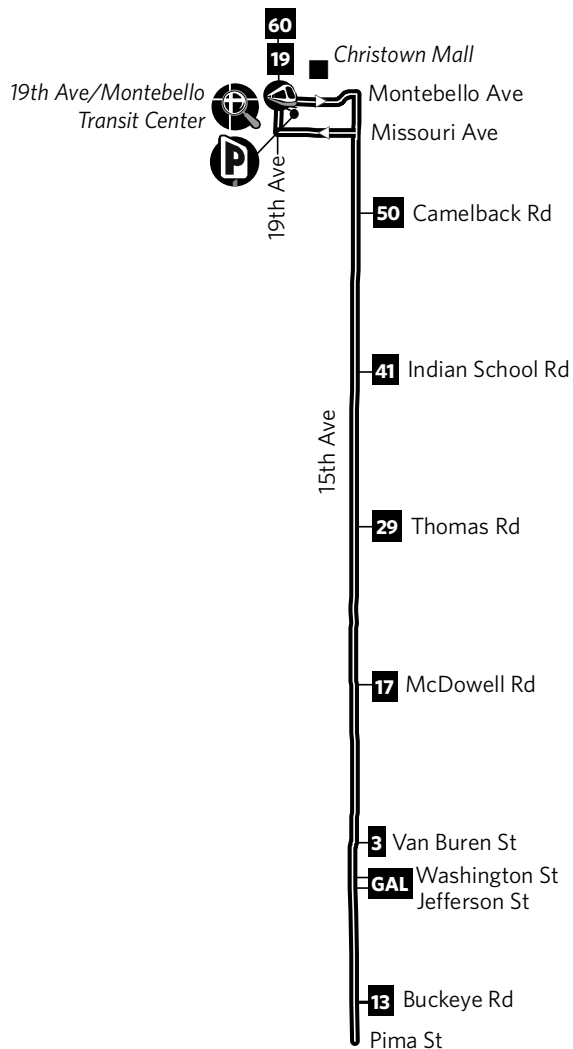 60
19
Christown Mall
19th Ave/Montebello
Transit Center
P
Montebello Ave
Missouri Ave
19th Ave
50 Camelback Rd
41 Indian School Rd
15th Ave
29 Thomas Rd
17 McDowell Rd
3 Van Buren St
GAL Washington St
Jefferson St
13 Buckeye Rd
Pima St